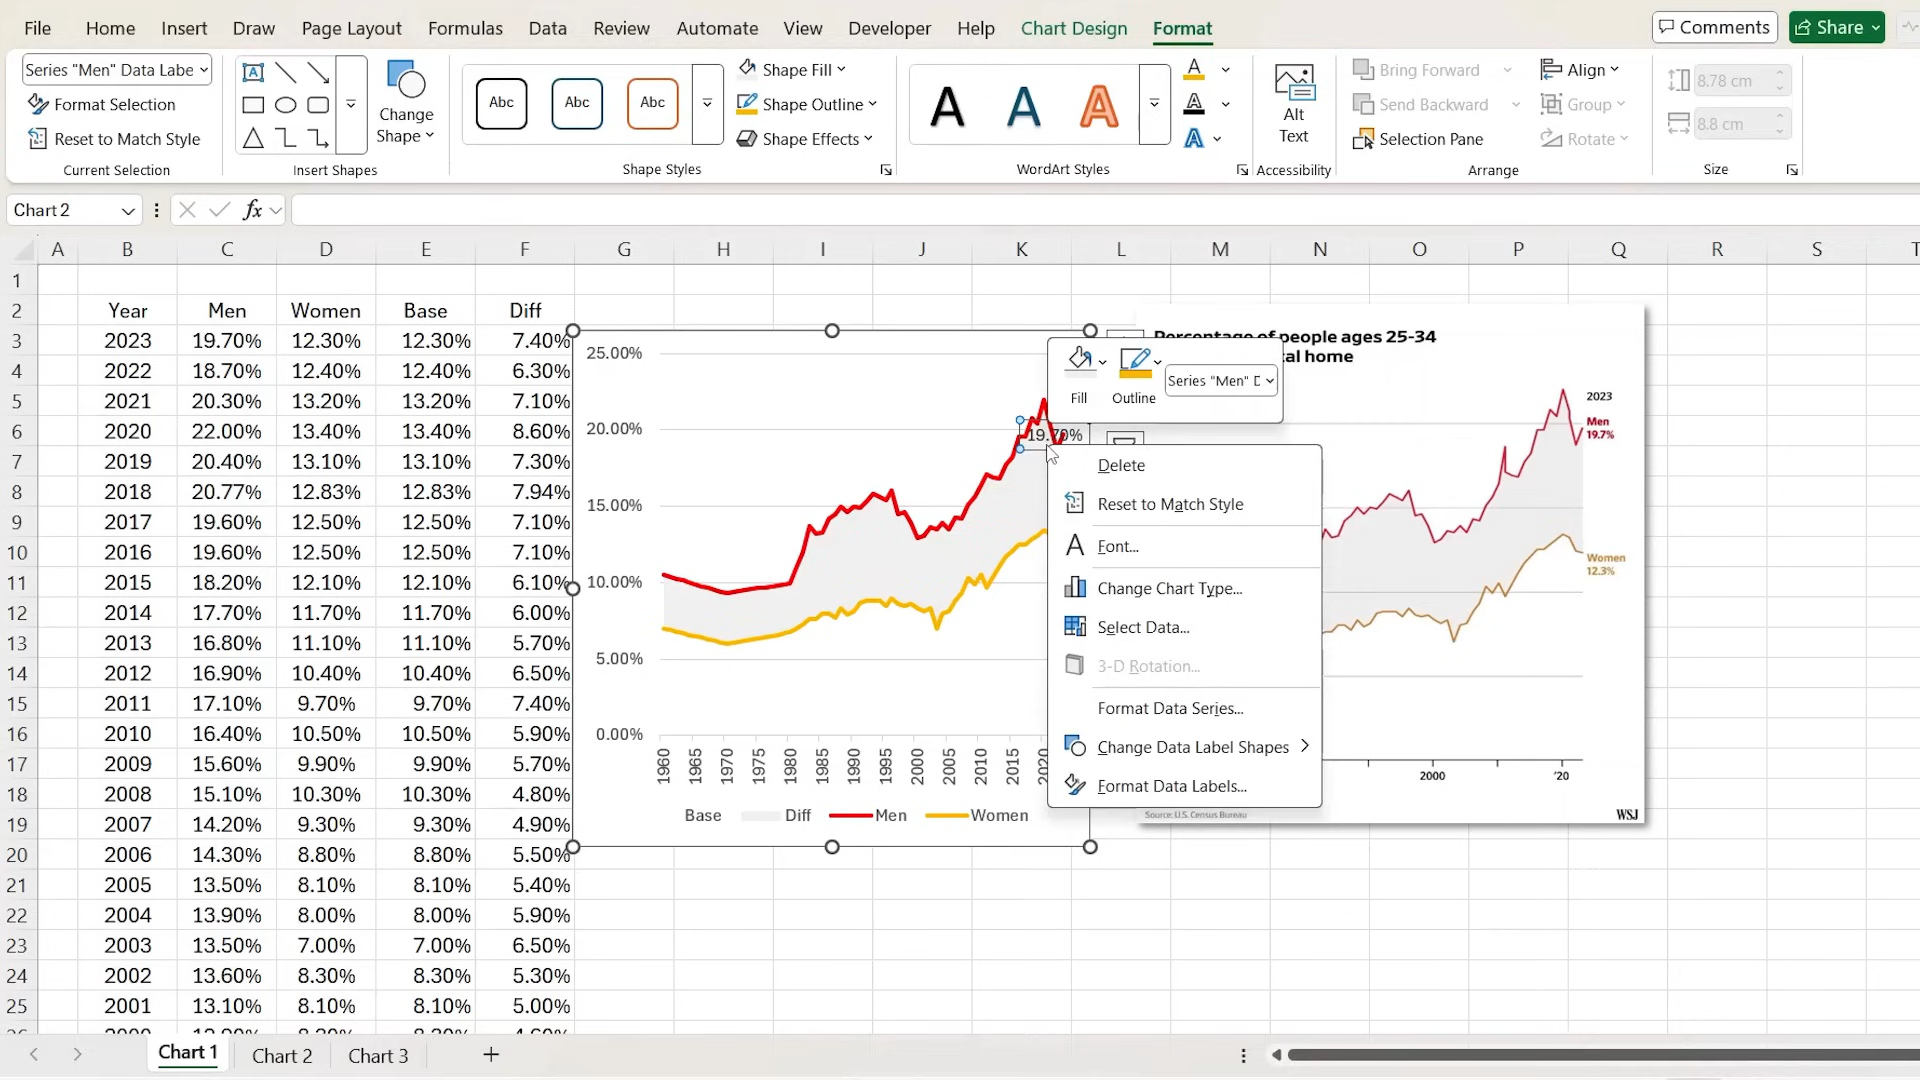 File Home Insert Draw Page Layout Formulas Data Review Automate View Developer Help Chart Design Format Comments Share
Series "Men" Data Labe
Format Selection
Reset to Match Style
Current Selection
Change
Shape
Insert Shapes
Abc Abc Abc
Shape Fill
Shape Outline
Shape Effects
Shape Styles
A A A
WordArt Styles
Alt
Text
Accessibility
Bring Forward
Send Backward
Selection Pane
Align
Group
Rotate
Arrange
8.78 cm
8.8 cm
Size
Chart 2 fx
A B C D E F G H I J K L M N O P Q R S T
1
2 Year Men Women Base Diff
3 2023 19.70% 12.30% 12.30% 7.40%
4 2022 18.70% 12.40% 12.40% 6.30%
5 2021 20.30% 13.20% 13.20% 7.10%
6 2020 22.00% 13.40% 13.40% 8.60%
7 2019 20.40% 13.10% 13.10% 7.30%
8 2018 20.77% 12.83% 12.83% 7.94%
9 2017 19.60% 12.50% 12.50% 7.10%
10 2016 19.60% 12.50% 12.50% 7.10%
11 2015 18.20% 12.10% 12.10% 6.10%
12 2014 17.70% 11.70% 11.70% 6.00%
13 2013 16.80% 11.10% 11.10% 5.70%
14 2012 16.90% 10.40% 10.40% 6.50%
15 2011 17.10% 9.70% 9.70% 7.40%
16 2010 16.40% 10.50% 10.50% 5.90%
17 2009 15.60% 9.90% 9.90% 5.70%
18 2008 15.10% 10.30% 10.30% 4.80%
19 2007 14.20% 9.30% 9.30% 4.90%
20 2006 14.30% 8.80% 8.80% 5.50%
21 2005 13.50% 8.10% 8.10% 5.40%
22 2004 13.90% 8.00% 8.00% 5.90%
23 2003 13.50% 7.00% 7.00% 6.50%
24 2002 13.60% 8.30% 8.30% 5.30%
25 2001 13.10% 8.10% 8.10% 5.00%
25.00%
20.00%
15.00%
10.00%
5.00%
0.00%
19.70%
1960 1965 1970 1975 1980 1985 1990 1995 2000 2005 2010 2015 2020
Base Diff Men Women
Fill
Outline
Series "Men" D
Delete
Reset to Match Style
Font...
Change Chart Type...
Select Data...
3-D Rotation...
Format Data Series...
Change Data Label Shapes
Format Data Labels...
Percentage of people ages 25-34
home
2023
Men
19.7%
Women
12.3%
2000 '20
Source: U.S. Census Bureau
WSJ
Chart 1 Chart 2 Chart 3